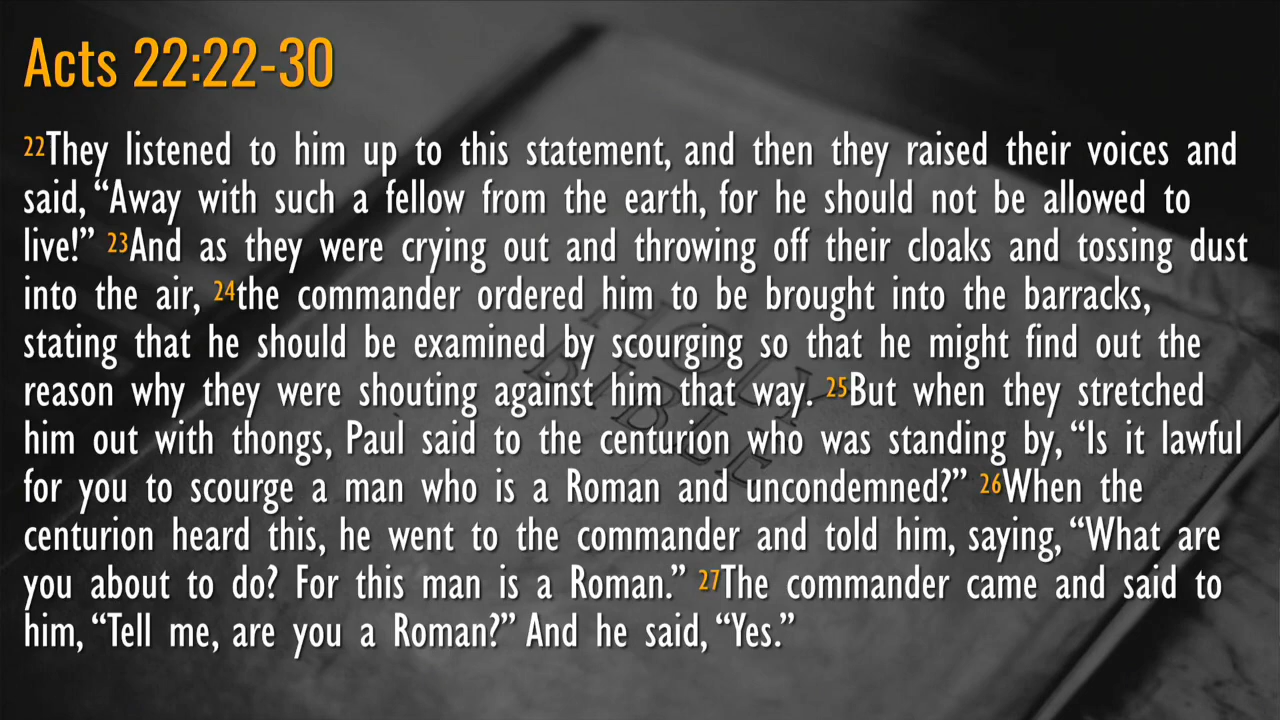 Acts 22:22-30
22They listened to him up to this statement, and then they raised their voices and
said, “Away with such a fellow from the earth, for he should not be allowed to
live!” 23And as they were crying out and throwing off their cloaks and tossing dust
into the air, 24the commander ordered him to be brought into the barracks,
stating that he should be examined by scourging so that he might find out the
reason why they were shouting against him that way. 25But when they stretched
him out with thongs, Paul said to the centurion who was standing by, “Is it lawful
for you to scourge a man who is a Roman and uncondemned?” 26When the
centurion heard this, he went to the commander and told him, saying, “What are
you about to do? For this man is a Roman.” 27The commander came and said to
him, “Tell me, are you a Roman?” And he said, “Yes.”
HOLY
BIBLE